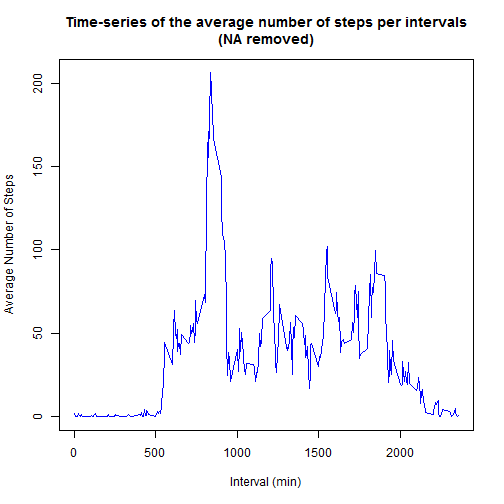 Time-series of the average number of steps per intervals
(NA removed)
Average Number of Steps
200
150
100
50
0
0 500 1000 1500 2000
Interval (min)